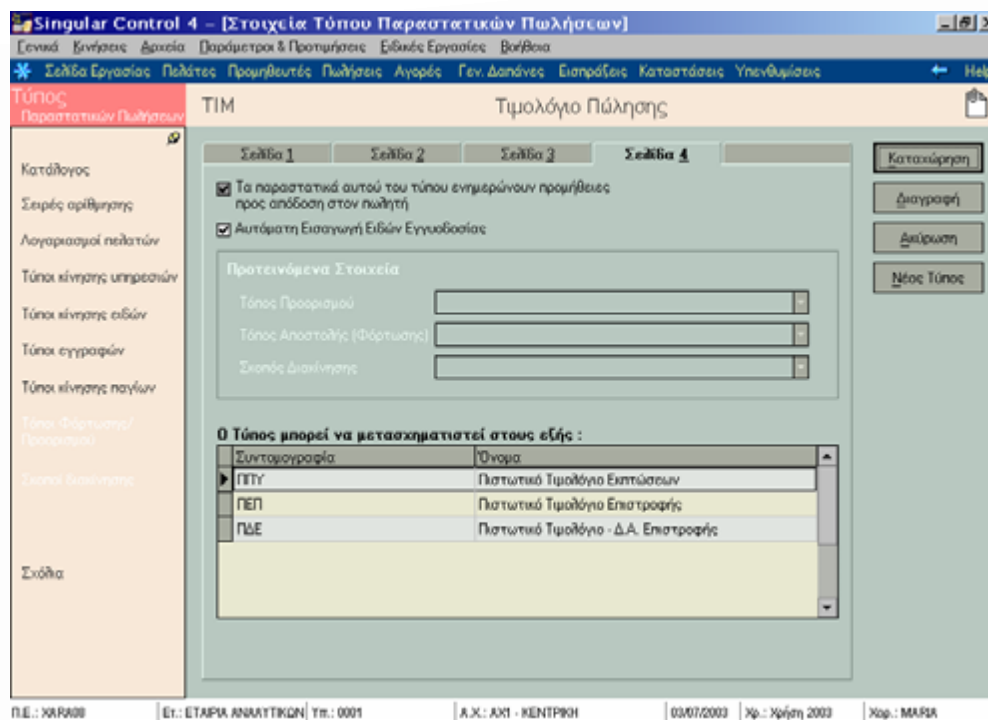 Singular Control 4 – [Στοιχεία Τύπου Παραστατικών Πωλήσεων]
Γενικά Κινήσεις Αρχεία Παράμετροι & Προτιμήσεις Ειδικές Εργασίες Βοήθεια
Σελίδα Εργασίας Πελάτες Προμηθευτές Πωλήσεις Αγορές Γεν. Δαπάνες Εισπράξεις Καταστάσεις Υπενθυμίσεις Help
Τύπος
Παραστατικών Πωλήσεων
ΤΙΜ
Τιμολόγιο Πώλησης
Κατάλογος
Σειρές αρίθμησης
Λογαριασμοί πελατών
Τύποι κίνησης υπηρεσιών
Τύποι κίνησης ειδών
Τύποι εγγραφών
Τύποι κίνησης παγίων
Τόποι Φόρτωσης/
Προορισμού
Σκοποί διακίνησης
Σχόλια
Σελίδα 1 Σελίδα 2 Σελίδα 3 Σελίδα 4
Τα παραστατικά αυτού του τύπου ενημερώνουν προμήθειες
προς απόδοση στον πωλητή
Αυτόματη Εισαγωγή Ειδών Εγγυοδοσίας
Προτεινόμενα Στοιχεία
Τόπος Προορισμού
Τόπος Αποστολής (Φόρτωσης)
Σκοπός Διακίνησης
Ο Τύπος μπορεί να μετασχηματιστεί στους εξής :
Συντομογραφία Όνομα
ΠΠΥ Πιστωτικό Τιμολόγιο Εκπτώσεων
ΠΕΠ Πιστωτικό Τιμολόγιο Επιστροφής
ΠΔΕ Πιστωτικό Τιμολόγιο - Δ.Α. Επιστροφής
Καταχώρηση
Διαγραφή
Ακύρωση
Νέος Τύπος
Π.Ε.: XARA00 Ετ.: ΕΤΑΙΡΙΑ ΑΝΑΛΥΤΙΚΩΝ Υπ.: 0001 Α.Χ.: ΑΧ1 - ΚΕΝΤΡΙΚΗ 03/07/2003 Χρ.: Χρήση 2003 Χειρ.: MARIA